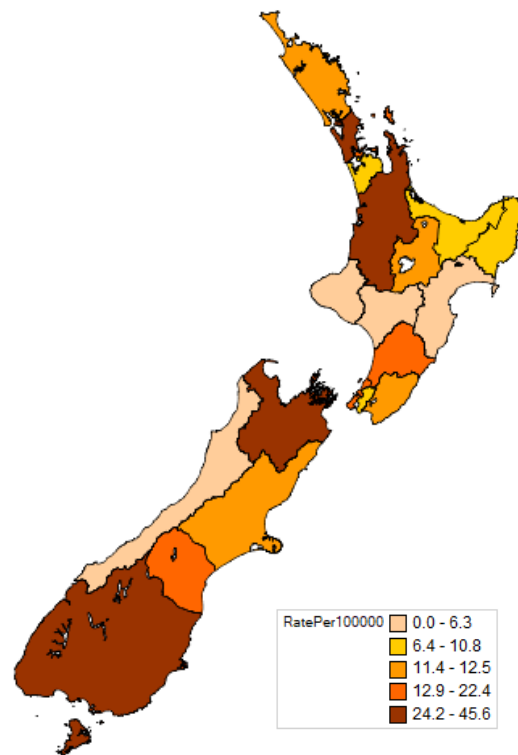 RatePer100000 0.0 - 6.3
6.4 - 10.8
11.4 - 12.5
12.9 - 22.4
24.2 - 45.6